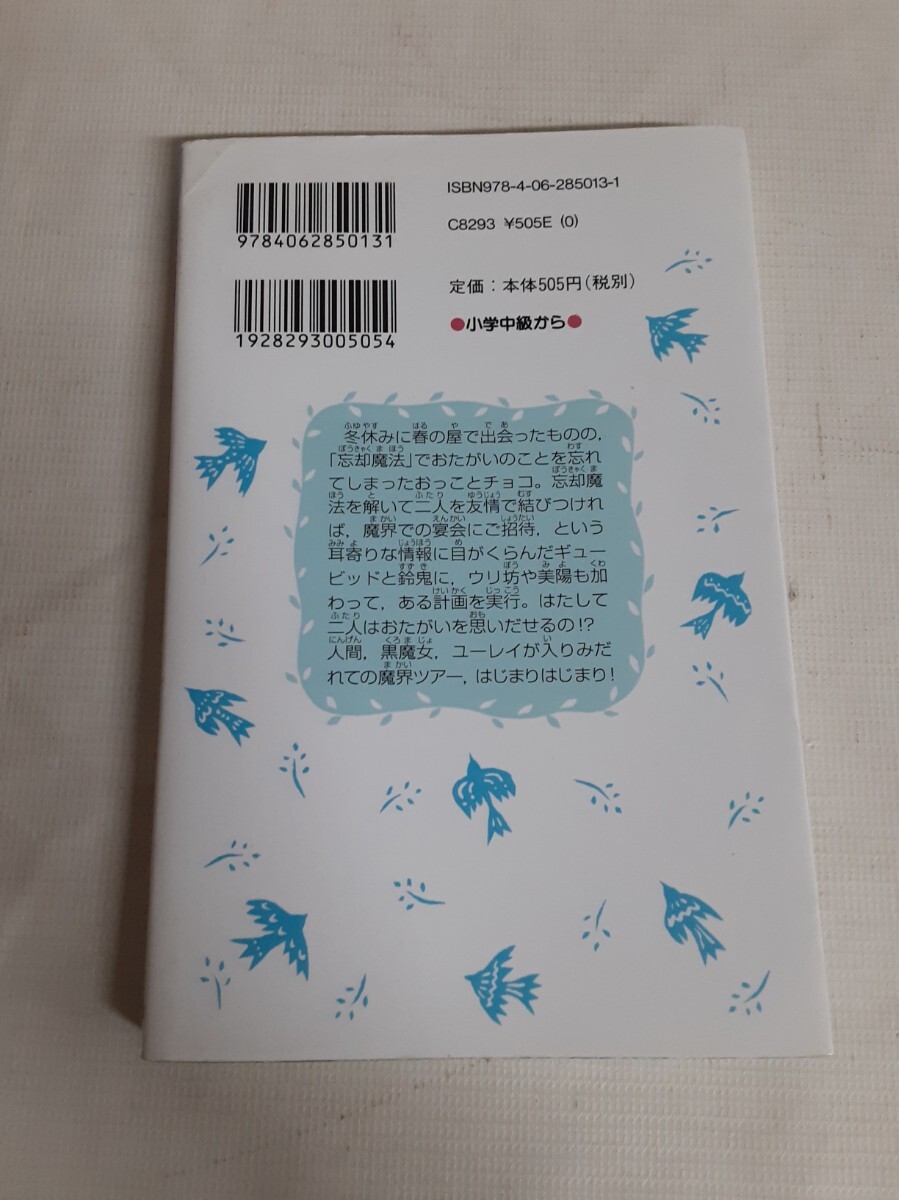 ISBN978-4-06-285013-1
9784062850131
C8293 ¥505E (0)
定価：本体505円(税別)
1928293005054
●小学中級から●
冬休みに春の屋で出会ったものの，
「忘却魔法」でおたがいのことを忘れ
てしまったおっことチョコ。忘却魔
法を解いて二人を友情で結びつけれ
ば，魔界での宴会にご招待，という
耳寄りな情報に目がくらんだギュー
ビッドと鈴鬼に，ウリ坊や美陽も加
わって，ある計画を実行。はたして
二人はおたがいを思いだせるの!?
人間，黒魔女，ユーレイが入りみだ
れての魔界ツアー，はじまりはじまり！